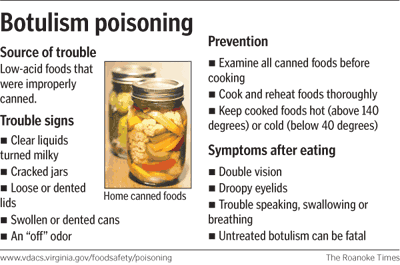 Botulism poisoning
Source of trouble
Low-acid foods that
were improperly
canned.
Trouble signs
■ Clear liquids
turned milky
■ Cracked jars
■ Loose or dented
lids
■ Swollen or dented cans
■ An “off” odor
Home canned foods
Prevention
■ Examine all canned foods before
cooking
■ Cook and reheat foods thoroughly
■ Keep cooked foods hot (above 140
degrees) or cold (below 40 degrees)
Symptoms after eating
■ Double vision
■ Droopy eyelids
■ Trouble speaking, swallowing or
breathing
■ Untreated botulism can be fatal
www.vdacs.virginia.gov/foodsafety/poisoning
The Roanoke Times